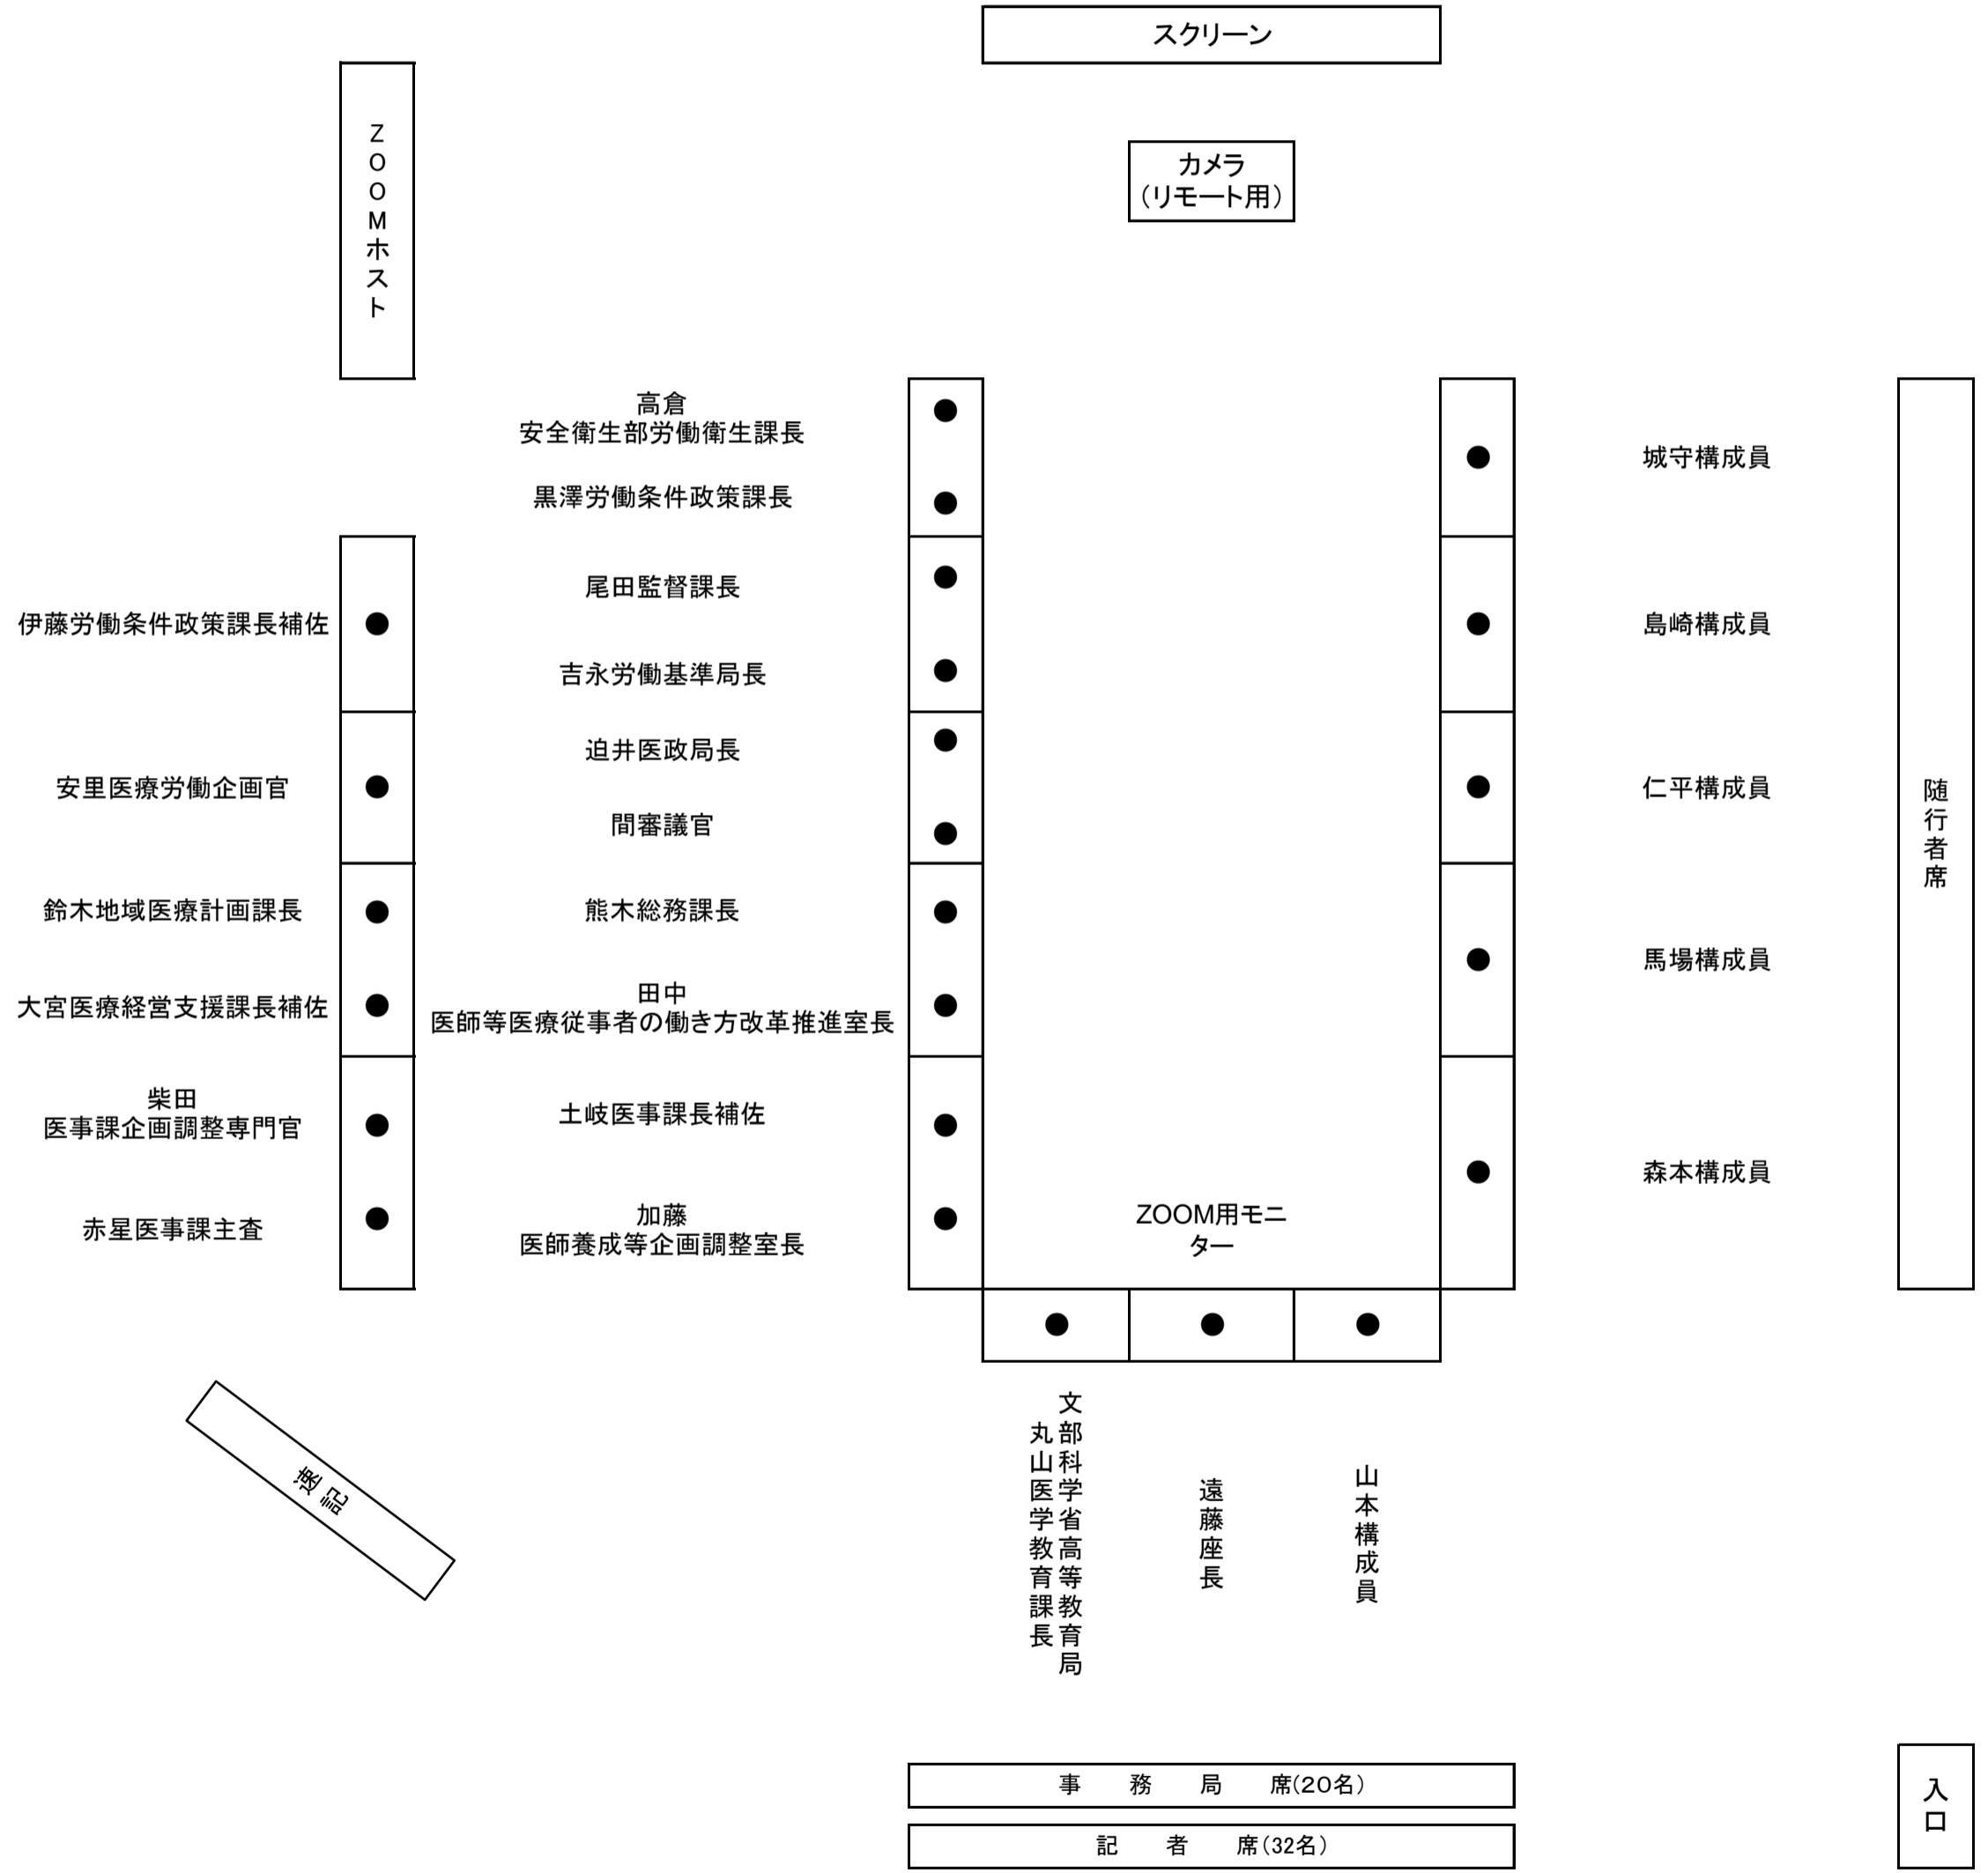 スクリーン
カメラ
（リモート用）
ZOOMホスト
高倉
安全衛生部労働衛生課長
黒澤労働条件政策課長
尾田監督課長
吉永労働基準局長
迫井医政局長
間審議官
熊木総務課長
田中
医師等医療従事者の働き方改革推進室長
土岐医事課長補佐
加藤
医師養成等企画調整室長
伊藤労働条件政策課長補佐
安里医療労働企画官
鈴木地域医療計画課長
大宮医療経営支援課長補佐
柴田
医事課企画調整専門官
赤星医事課主査
城守構成員
島崎構成員
仁平構成員
馬場構成員
森本構成員
随行者席
ZOOM用モニ
ター
文部科学省高等教育局
丸山医学教育課長
遠藤座長
山本構成員
速記
事務局席（20名）
記者席（32名）
入口